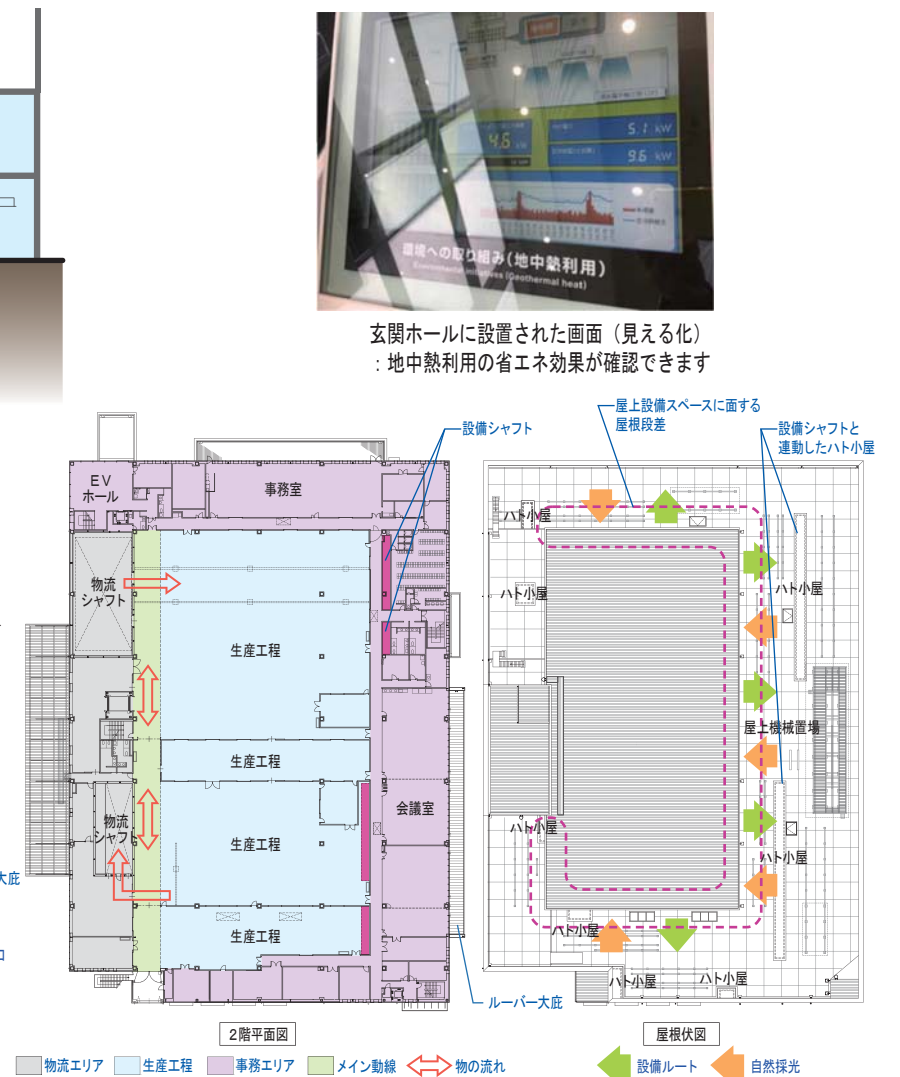 4.6 kW
5.1 kW
9.6 kW
環境への取り組み(地中熱利用)
Environmental initiatives (Geothermal heat)
玄関ホールに設置された画面(見える化)
:地中熱利用の省エネ効果が確認できます
設備シャフト
屋上設備スペースに面する
屋根段差
設備シャフトと
連動したハト小屋
EV
ホール
事務室
物流
シャフト
生産工程
生産工程
物流
シャフト
生産工程
会議室
生産工程
大庇
ルーバー大庇
ハト小屋
ハト小屋
ハト小屋
屋上機械置場
ハト小屋
ハト小屋
ハト小屋
ハト小屋
ハト小屋
2階平面図
屋根伏図
物流エリア
生産工程
事務エリア
メイン動線
物の流れ
設備ルート
自然採光